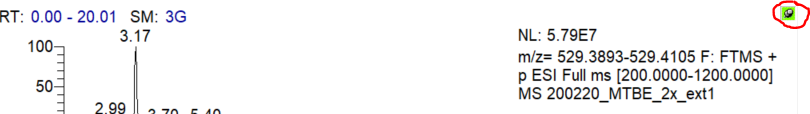 RT: 0.00 - 20.01 SM: 3G
100
3.17
50
2.99
3.70 5.40
NL: 5.79E7
m/z= 529.3893-529.4105 F: FTMS +
p ESI Full ms [200.0000-1200.0000]
MS 200220_MTBE_2x_ext1